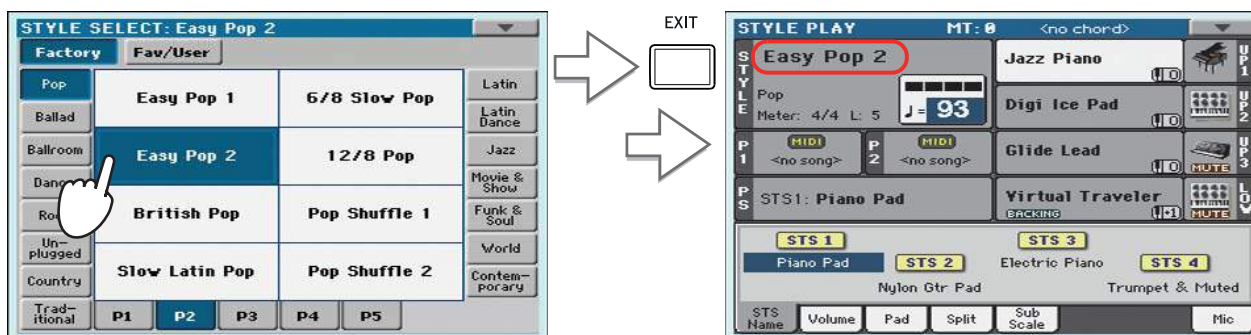 STYLE SELECT: Easy Pop 2
Factory Fav/User
Pop
Ballad
Ballroom
Rock
Un-
plugged
Country
Trad-
itional
Easy Pop 1
6/8 Slow Pop
Easy Pop 2
12/8 Pop
British Pop
Pop Shuffle 1
Slow Latin Pop
Pop Shuffle 2
Latin
Latin
Dance
Jazz
Movie &
Show
Funk &
Soul
World
Contem-
porary
P1 P2 P3 P4 P5
EXIT
STYLE PLAY MT: 0 <no chord>
STYLE
Easy Pop 2
Pop
Meter: 4/4 L: 5
♩= 93
P1
MIDI
<no song>
P2
MIDI
<no song>
PS
STS1: Piano Pad
Jazz Piano
0
UP1
Digi Ice Pad
0
UP2
Glide Lead
0
MUTE
UP3
Virtual Traveler
BACKING
-1
MUTE
LOW
STS 1
Piano Pad
STS 2
Nylon Gtr Pad
STS 3
Electric Piano
STS 4
Trumpet & Muted
STS
Name
Volume
Pad
Split
Sub
Scale
Mic